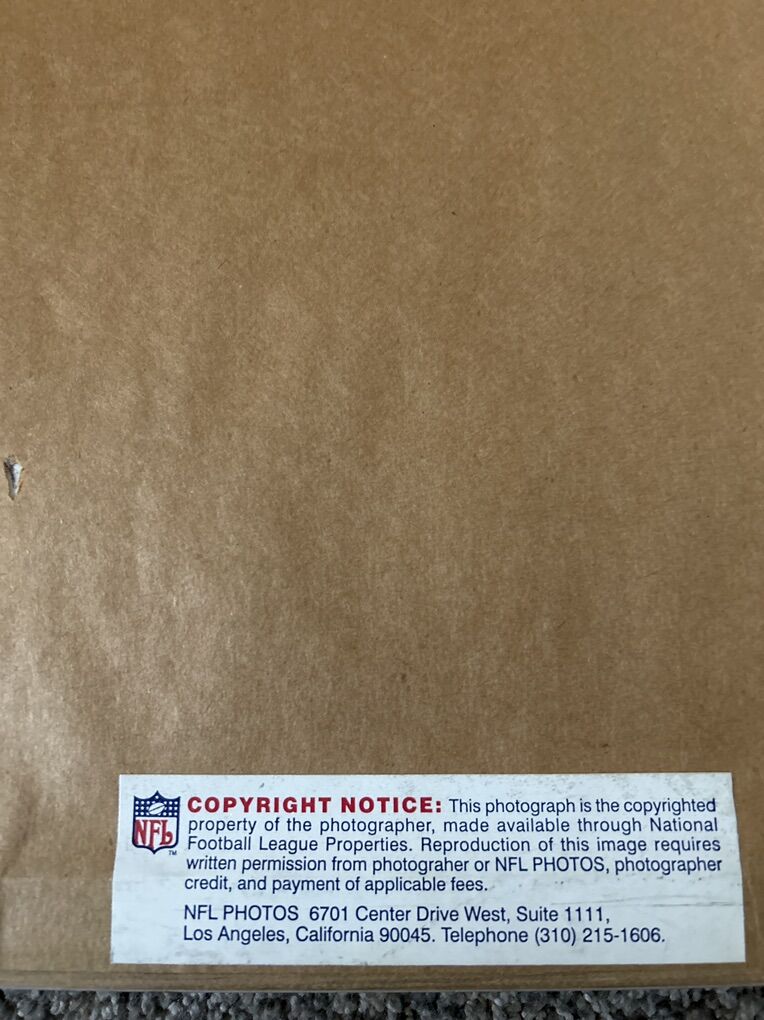 NFL COPYRIGHT NOTICE: This photograph is the copyrighted
TM property of the photographer, made available through National
Football League Properties. Reproduction of this image requires
written permission from photograher or NFL PHOTOS, photographer
credit, and payment of applicable fees.
NFL PHOTOS 6701 Center Drive West, Suite 1111,
Los Angeles, California 90045. Telephone (310) 215-1606.